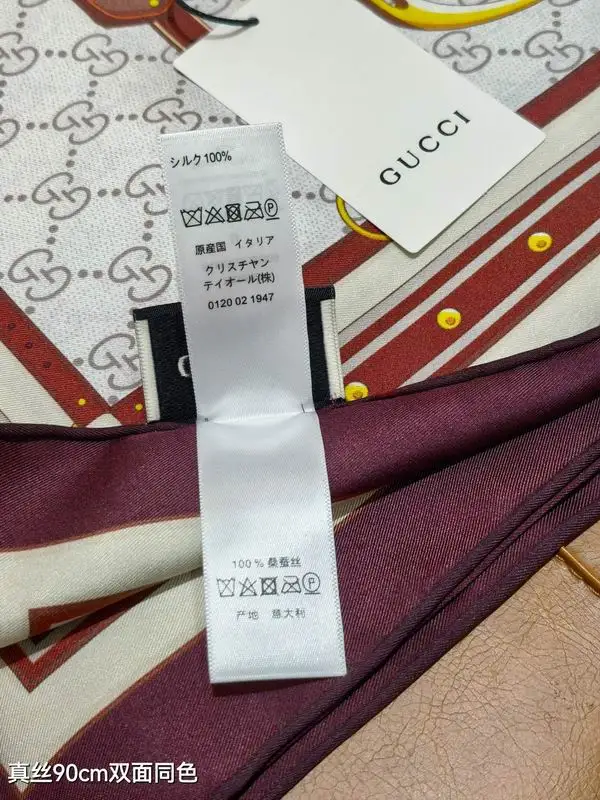 GUCCI
シルク100%
原産国 イタリア
クリスチャン
テイオール(株)
0120 02 1947
100% 桑蚕丝
产地 意大利
真丝90cm双面同色